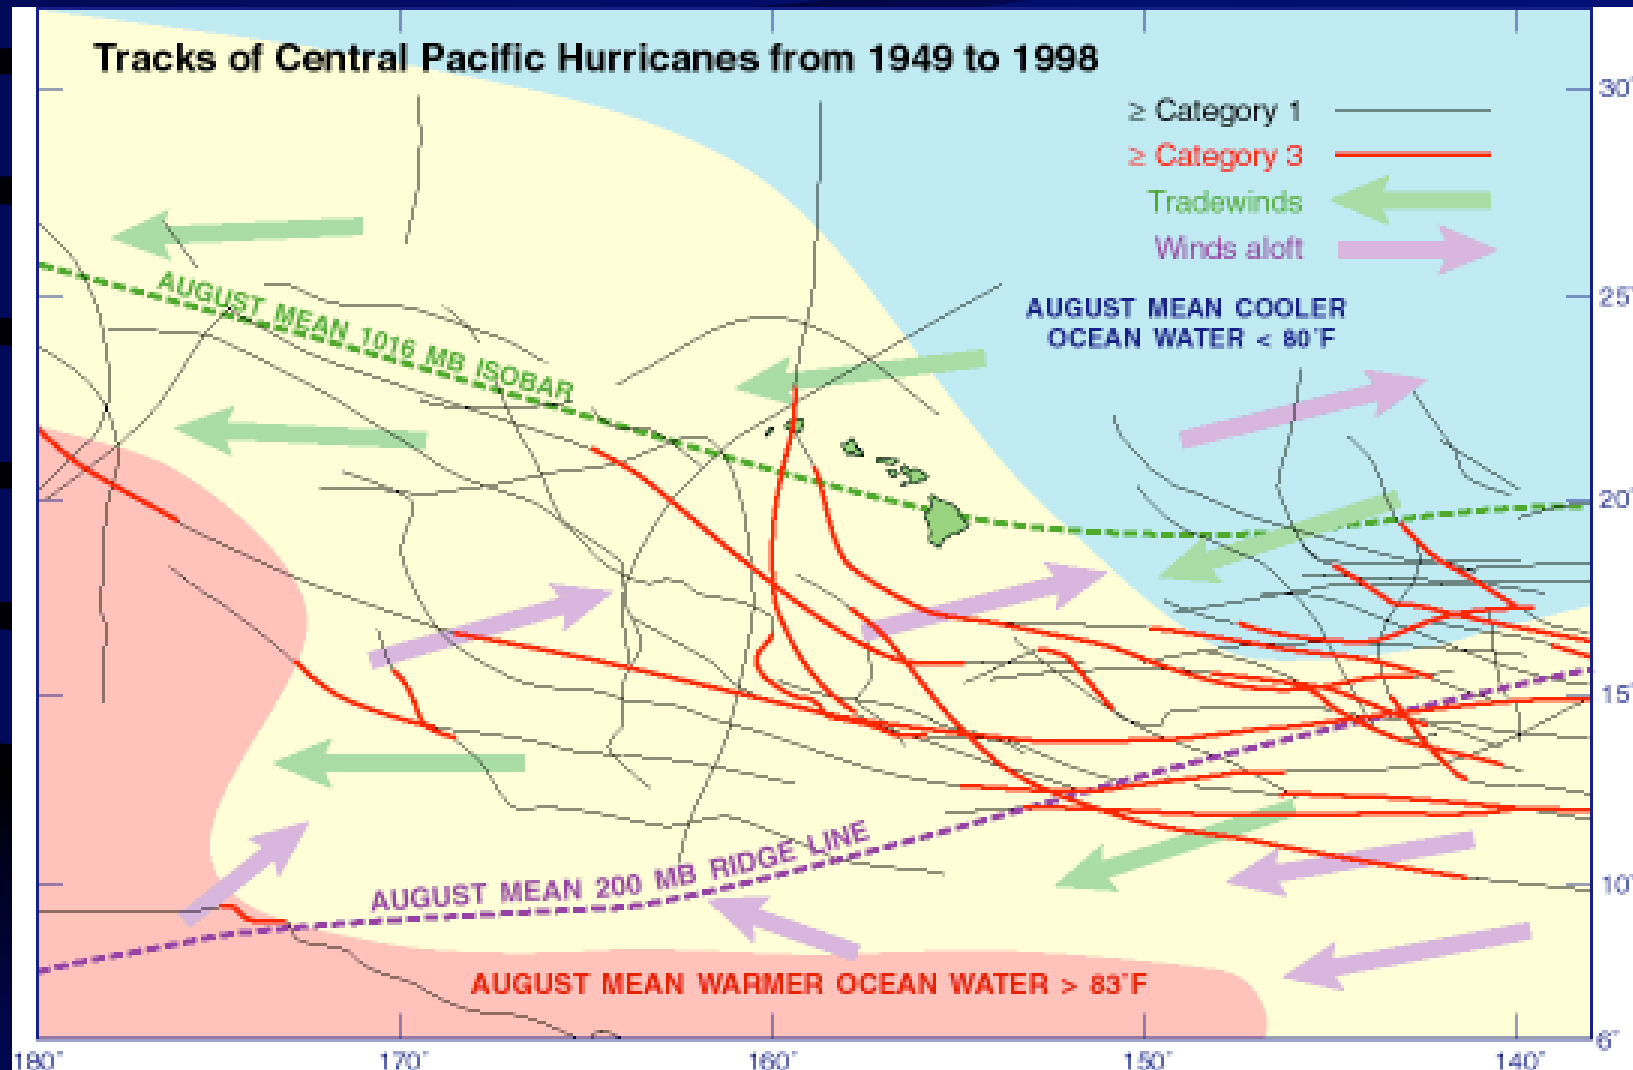 Tracks of Central Pacific Hurricanes from 1949 to 1998
≥ Category 1
≥ Category 3
Tradewinds
Winds aloft
AUGUST MEAN COOLER
OCEAN WATER < 80°F
AUGUST MEAN 1016 MB ISOBAR
AUGUST MEAN 200 MB RIDGE LINE
AUGUST MEAN WARMER OCEAN WATER > 83°F
30°
25°
20°
15°
10°
6°
180°
170°
160°
150°
140°